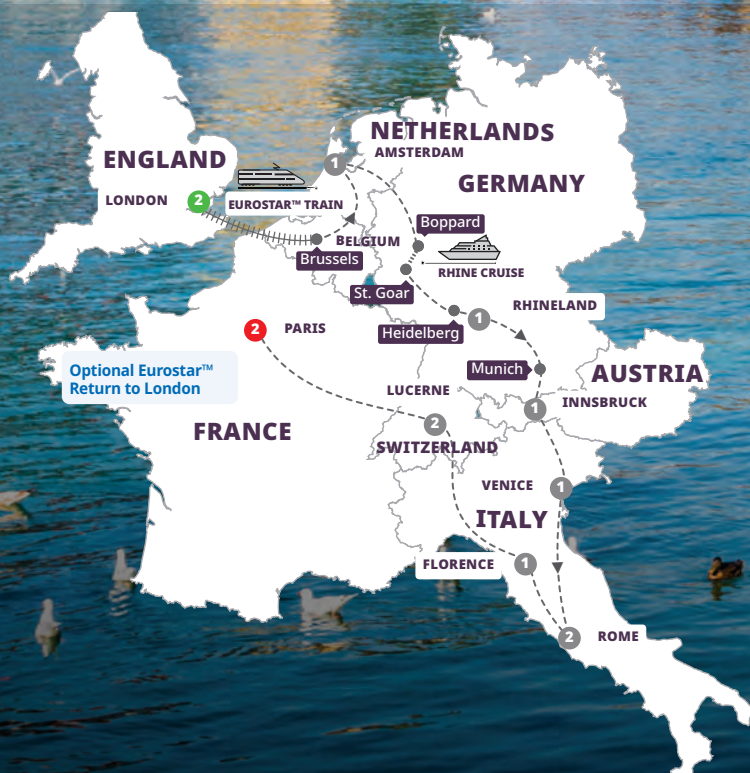 NETHERLANDS
AMSTERDAM
1
ENGLAND
GERMANY
LONDON
2
EUROSTAR™ TRAIN
Boppard
BELGIUM
Brussels
RHINE CRUISE
St. Goar
RHINELAND
1
Heidelberg
2
PARIS
Munich
Optional Eurostar™
Return to London
AUSTRIA
LUCERNE
INNSBRUCK
1
2
FRANCE
SWITZERLAND
VENICE
1
ITALY
FLORENCE
1
2
ROME